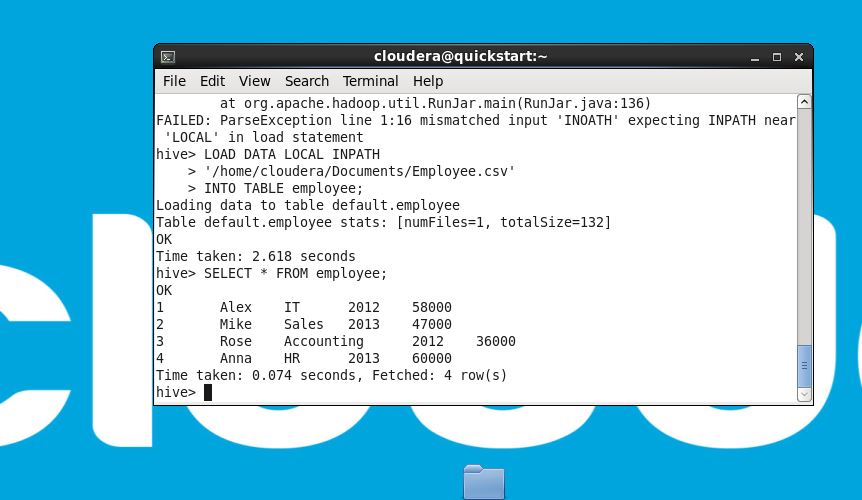 cloudera@quickstart:~
File Edit View Search Terminal Help
at org.apache.hadoop.util.RunJar.main(RunJar.java:136)
FAILED: ParseException line 1:16 mismatched input 'INOATH' expecting INPATH near
'LOCAL' in load statement
hive> LOAD DATA LOCAL INPATH
> '/home/cloudera/Documents/Employee.csv'
> INTO TABLE employee;
Loading data to table default.employee
Table default.employee stats: [numFiles=1, totalSize=132]
OK
Time taken: 2.618 seconds
hive> SELECT * FROM employee;
OK
1 Alex IT 2012 58000
2 Mike Sales 2013 47000
3 Rose Accounting 2012 36000
4 Anna HR 2013 60000
Time taken: 0.074 seconds, Fetched: 4 row(s)
hive>